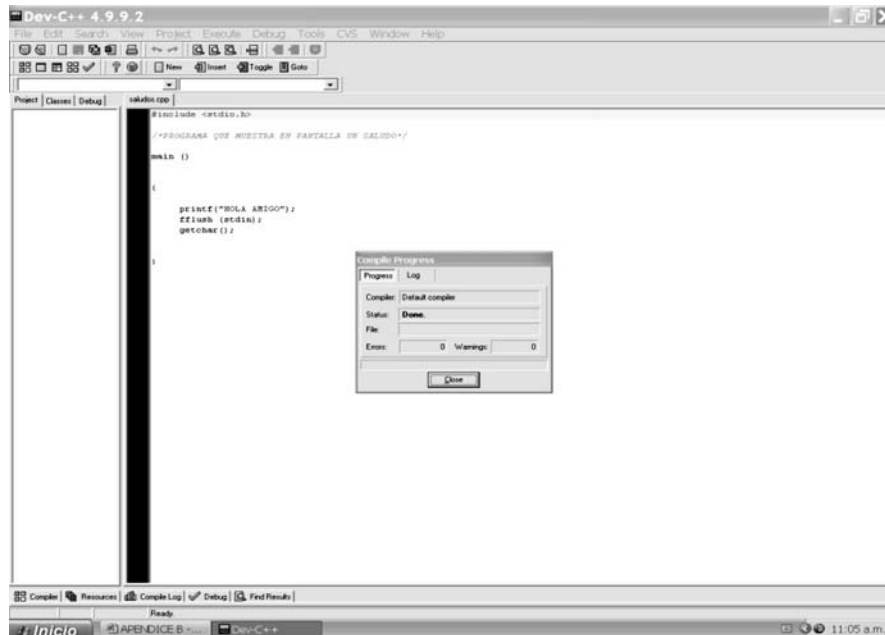 Dev-C++ 4.9.9.2
File Edit Search View Project Execute Debug Tools CVS Window Help
New Insert Toggle Goto
Project Classes Debug saludos.cpp
#include <stdio.h>
/*PROGRAMA QUE MUESTRA EN PANTALLA UN SALUDO*/
main ()
{
printf("HOLA AMIGO");
fflush (stdin);
getchar();
}
Compile Progress
Progress Log
Compiler: Default compiler
Status: Done.
File:
Errors: 0 Warnings: 0
Close
Compiler Resources Compile Log Debug Find Results
Ready.
Inicio APENDICE B -... Dev-C++ 11:05 a.m.